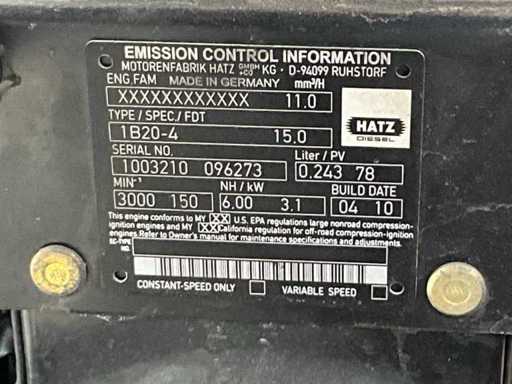 EMISSION CONTROL INFORMATION
MOTORENFABRIK HATZ GMBH +CO KG · D-94099 RUHSTORF
ENG.FAM MADE IN GERMANY mm³/H
XXXXXXXXXXXX 11.0
TYPE / SPEC./ FDT
1B20-4 15.0
HATZ
DIESEL
SERIAL NO. Liter / PV
1003210 096273 0.243 78
MIN⁻¹ NH / kW BUILD DATE
3000 150 6.00 3.1 04 10
This engine conforms to MY XX U.S. EPA regulations large nonroad compression-
ignition engines and MY XX California regulation for off-road compression-ignition
engines. Refer to Owner's manual for maintenance specifications and adjustments.
EC-TYPE
NO.
CONSTANT-SPEED ONLY VARIABLE SPEED